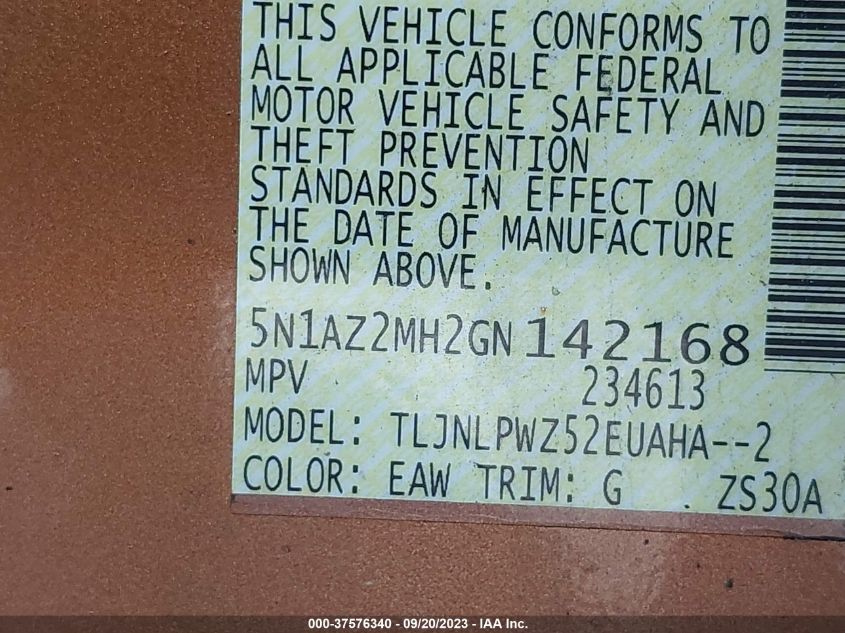 THIS VEHICLE CONFORMS TO
ALL APPLICABLE FEDERAL
MOTOR VEHICLE SAFETY AND
THEFT PREVENTION
STANDARDS IN EFFECT ON
THE DATE OF MANUFACTURE
SHOWN ABOVE.
5N1AZ2MH2GN142168
MPV 234613
MODEL: TLJNLPWZ52EUAHA--2
COLOR: EAW TRIM: G ZS30A
000-37576340 - 09/20/2023 - IAA Inc.